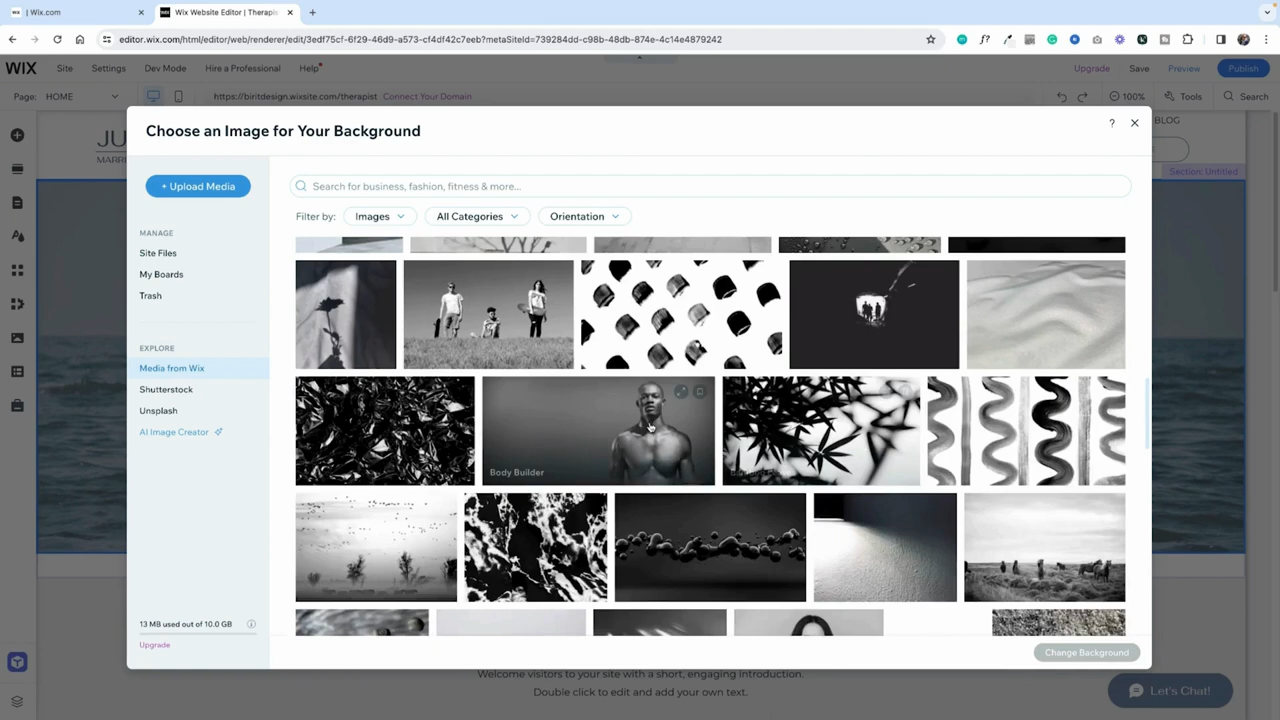 | Wix.com
Wix Website Editor | Therapis
editor.wix.com/html/editor/web/renderer/edit/3edf75cf-6f29-46d9-a573-cf4df42c7eeb?metaSiteId=739284dd-c98b-48db-874e-4c14e4879242
WIX Site Settings Dev Mode Hire a Professional Help Upgrade Save Preview Publish
Page: HOME https://biritdesign.wixsite.com/therapist Connect Your Domain 100% Tools Search
JU
MARRI
BLOG
Section: Untitled
Choose an Image for Your Background
?
+ Upload Media
Search for business, fashion, fitness & more...
Filter by: Images All Categories Orientation
MANAGE
Site Files
My Boards
Trash
EXPLORE
Media from Wix
Shutterstock
Unsplash
AI Image Creator
Body Builder
13 MB used out of 10.0 GB
Upgrade
Change Background
Welcome visitors to your site with a short, engaging introduction.
Double click to edit and add your own text.
Let's Chat!